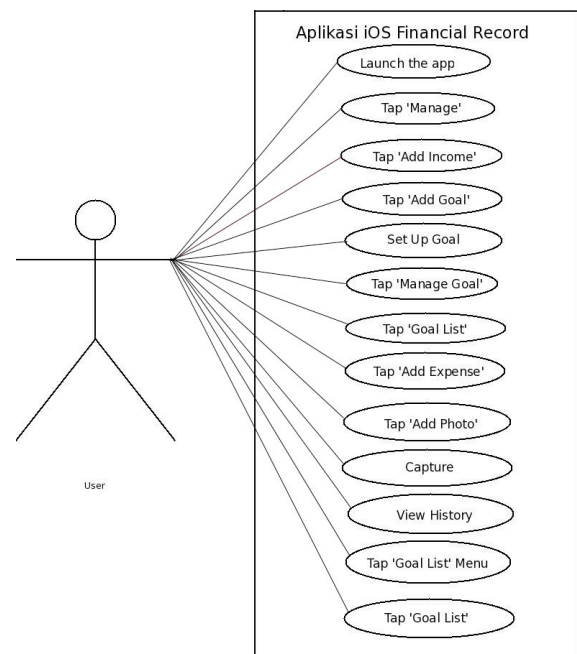 Aplikasi iOS Financial Record
Launch the app
Tap 'Manage'
Tap 'Add Income'
Tap 'Add Goal'
Set Up Goal
Tap 'Manage Goal'
Tap 'Goal List'
Tap 'Add Expense'
Tap 'Add Photo'
Capture
View History
Tap 'Goal List' Menu
Tap 'Goal List'
User